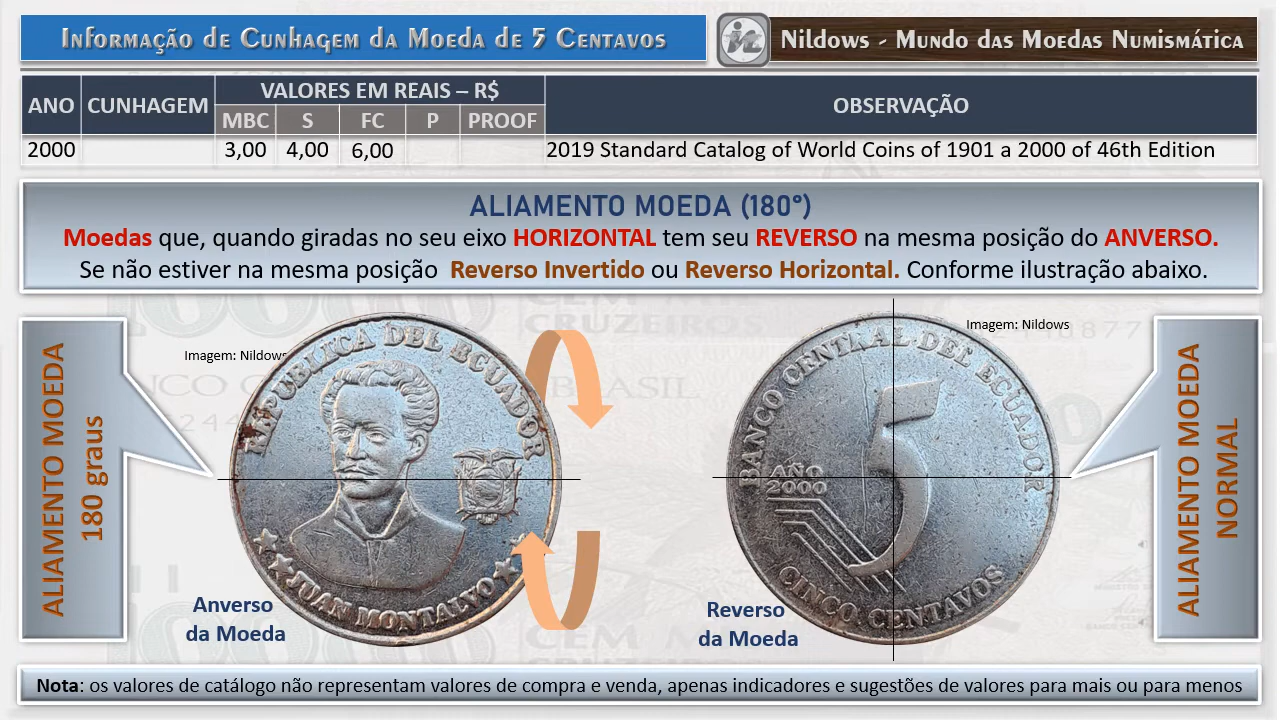 Informação de Cunhagem da Moeda de 5 Centavos
Nildows - Mundo das Moedas Numismática
ANO CUNHAGEM VALORES EM REAIS – R$ OBSERVAÇÃO
MBC S FC P PROOF
2000 3,00 4,00 6,00 2019 Standard Catalog of World Coins of 1901 a 2000 of 46th Edition
ALIAMENTO MOEDA (180°)
Moedas que, quando giradas no seu eixo HORIZONTAL tem seu REVERSO na mesma posição do ANVERSO.
Se não estiver na mesma posição Reverso Invertido ou Reverso Horizontal. Conforme ilustração abaixo.
ALIAMENTO MOEDA
180 graus
Imagem: Nildows
REPUBLICA DEL ECUADOR
JUAN MONTALVO
Anverso
da Moeda
Imagem: Nildows
BANCO CENTRAL DEL ECUADOR
AÑO
2000
5
CINCO CENTAVOS
Reverso
da Moeda
ALIAMENTO MOEDA
NORMAL
CRUZEIROS
BRASIL
Nota: os valores de catálogo não representam valores de compra e venda, apenas indicadores e sugestões de valores para mais ou para menos